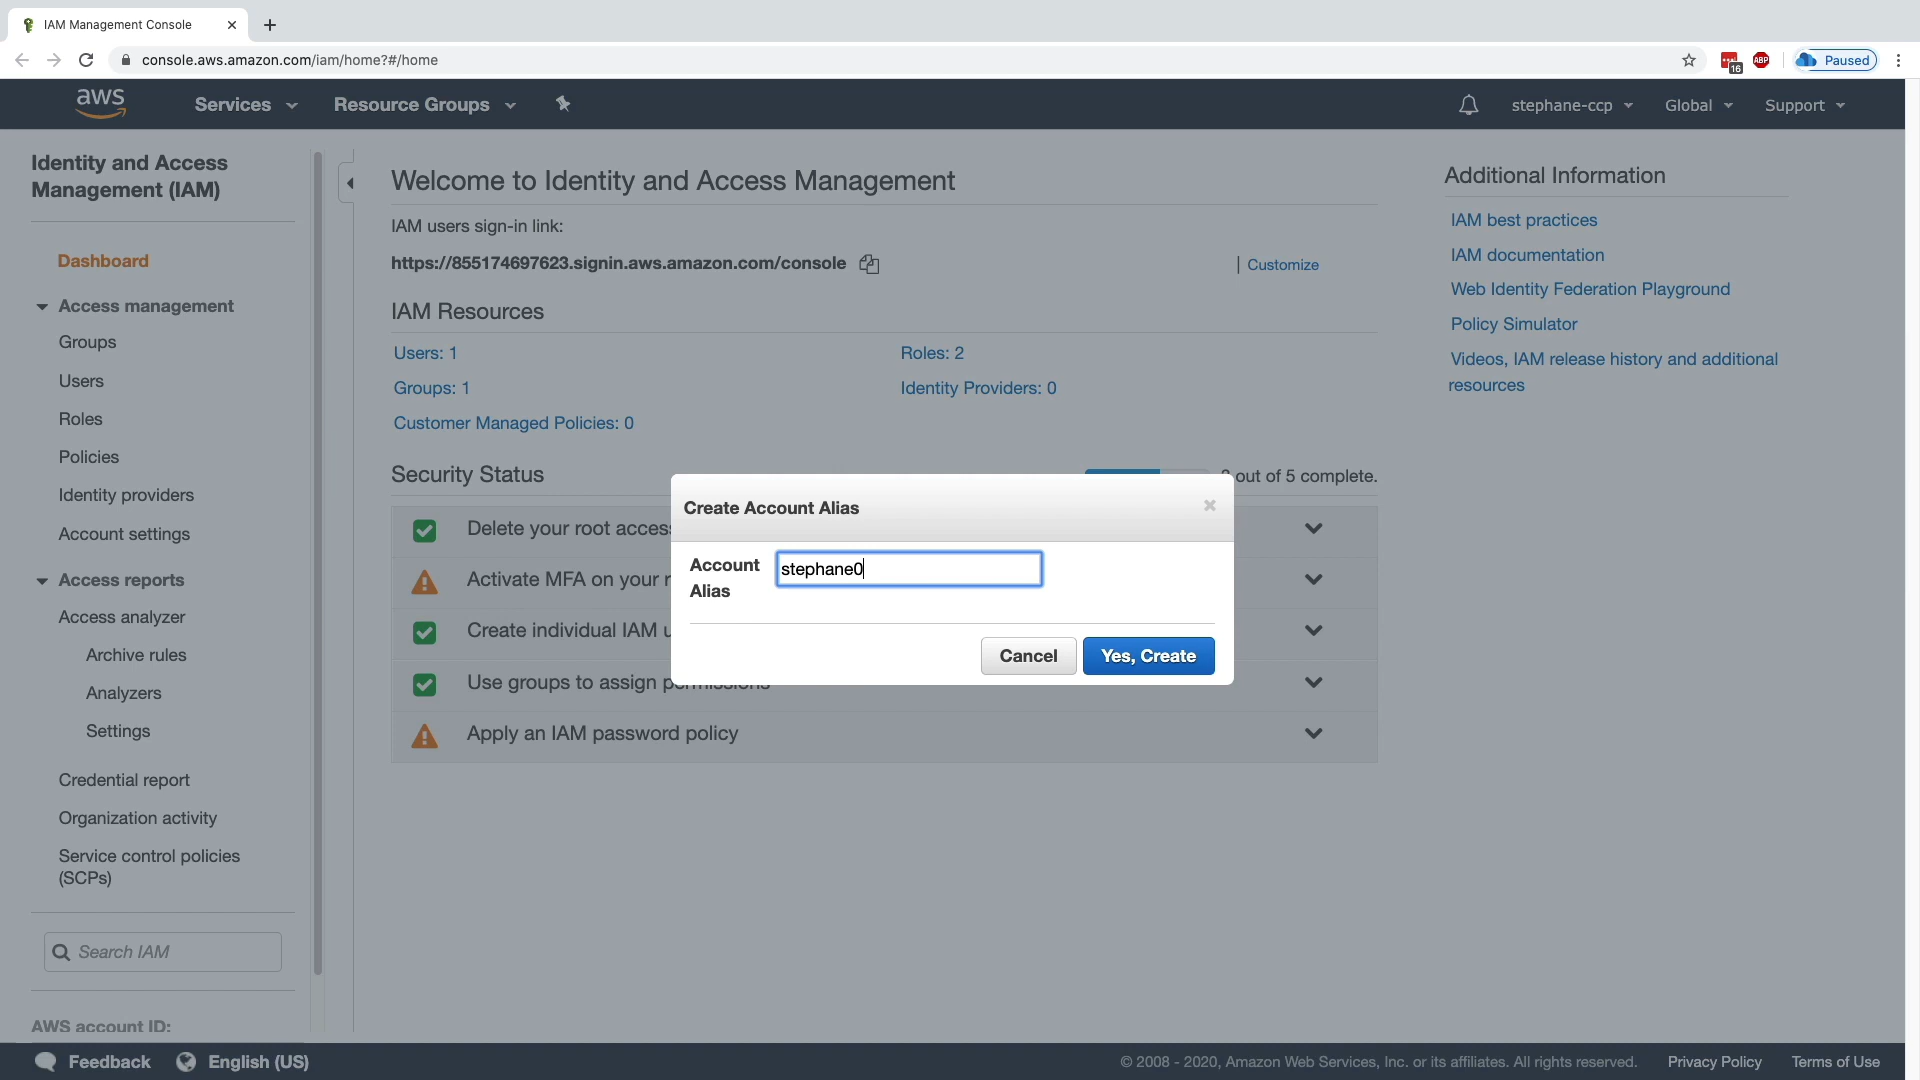 IAM Management Console
console.aws.amazon.com/iam/home?#/home
16
ABP
Paused
aws
Services
Resource Groups
stephane-ccp
Global
Support
Identity and Access
Management (IAM)
Dashboard
Access management
Groups
Users
Roles
Policies
Identity providers
Account settings
Access reports
Access analyzer
Archive rules
Analyzers
Settings
Credential report
Organization activity
Service control policies
(SCPs)
Search IAM
AWS account ID:
Welcome to Identity and Access Management
IAM users sign-in link:
https://855174697623.signin.aws.amazon.com/console
Customize
IAM Resources
Users: 1
Roles: 2
Groups: 1
Identity Providers: 0
Customer Managed Policies: 0
Security Status
out of 5 complete.
Delete your root
Activate MFA on your
Create individual IAM
Use groups to assign
Apply an IAM password policy
Create Account Alias
Account
Alias
stephane0
Cancel
Yes, Create
Additional Information
IAM best practices
IAM documentation
Web Identity Federation Playground
Policy Simulator
Videos, IAM release history and additional
resources
Feedback
English (US)
© 2008 - 2020, Amazon Web Services, Inc. or its affiliates. All rights reserved.
Privacy Policy
Terms of Use